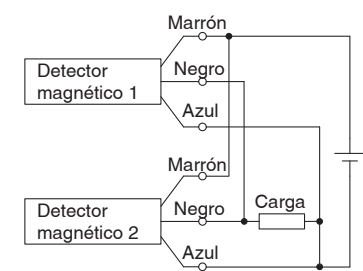 Marrón
Detector
magnético 1
Negro
Azul
Marrón
Detector
magnético 2
Negro
Carga
Azul